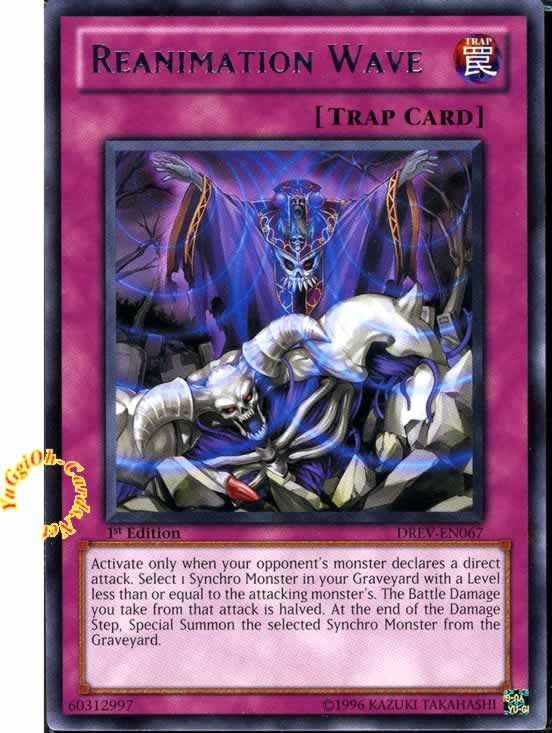 REANIMATION WAVE
TRAP
罠
[TRAP CARD]
YuGgiOh-Cards.Net
1st Edition
DREV-EN067
Activate only when your opponent's monster declares a direct
attack. Select 1 Synchro Monster in your Graveyard with a Level
less than or equal to the attacking monster's. The Battle Damage
you take from that attack is halved. At the end of the Damage
Step, Special Summon the selected Synchro Monster from the
Graveyard.
60312997
©1996 KAZUKI TAKAHASHI